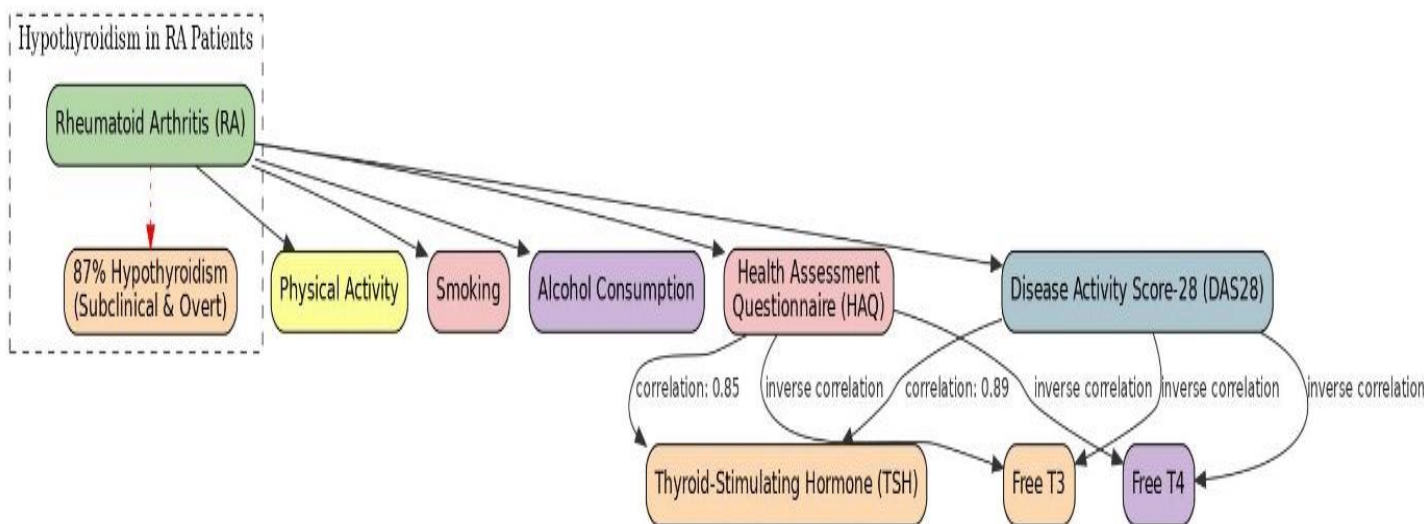 Hypothyroidism in RA Patients
Rheumatoid Arthritis (RA)
87% Hypothyroidism
(Subclinical & Overt)
Physical Activity
Smoking
Alcohol Consumption
Health Assessment
Questionnaire (HAQ)
Disease Activity Score-28 (DAS28)
correlation: 0.85
inverse correlation
correlation: 0.89
inverse correlation
inverse correlation
inverse correlation
Thyroid-Stimulating Hormone (TSH)
Free T3
Free T4